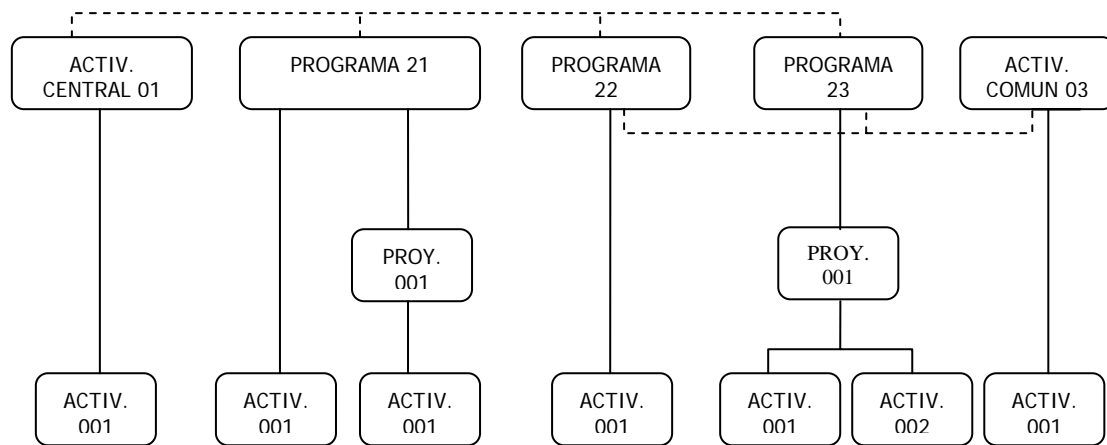 ACTIV.
CENTRAL 01
PROGRAMA 21
PROGRAMA
22
PROGRAMA
23
ACTIV.
COMUN 03
PROY.
001
PROY.
001
ACTIV.
001
ACTIV.
001
ACTIV.
001
ACTIV.
001
ACTIV.
001
ACTIV.
002
ACTIV.
001